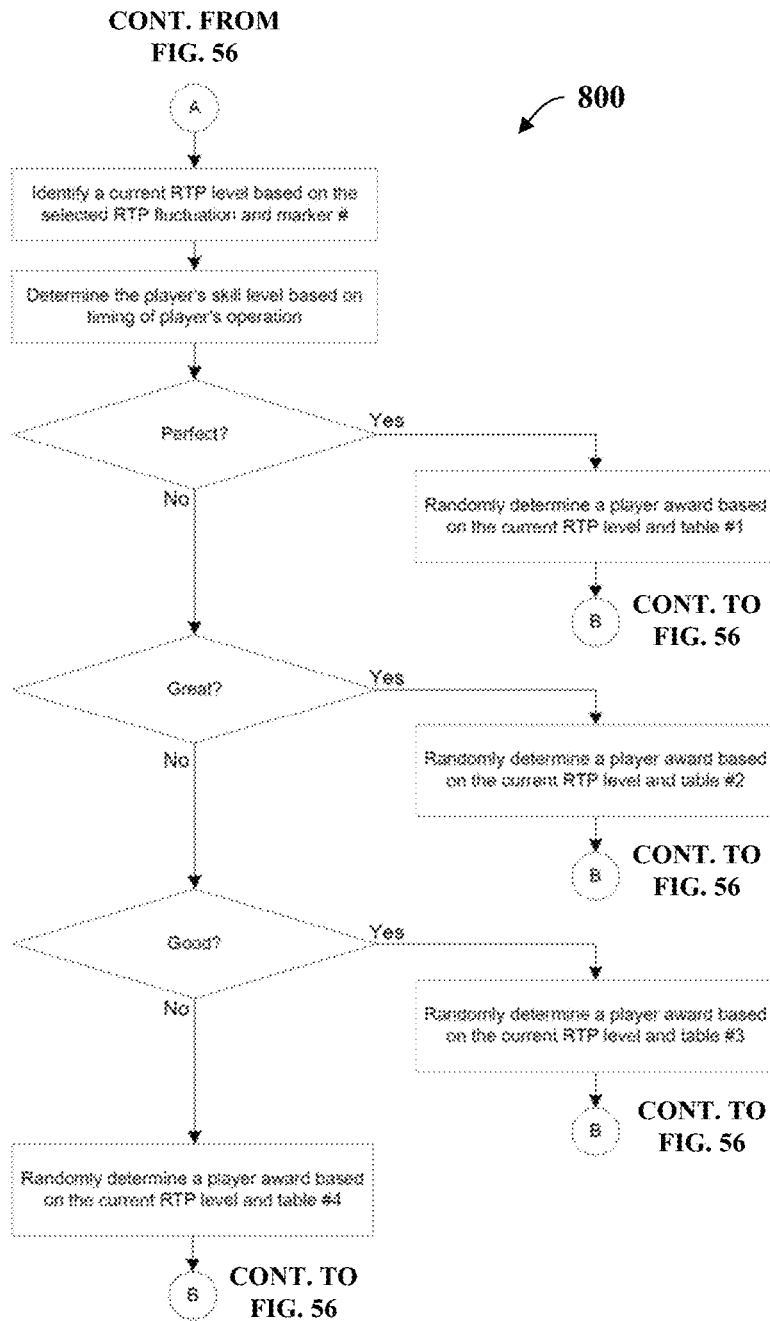 CONT. FROM
FIG. 56
A
800
Identify a current RTP level based on the
selected RTP fluctuation and marker #
Determine the player's skill level based on
timing of player's operation
Perfect?
Yes
No
Randomly determine a player award based
on the current RTP level and table #1
B
CONT. TO
FIG. 56
Great?
Yes
No
Randomly determine a player award based
on the current RTP level and table #2
B
CONT. TO
FIG. 56
Good?
Yes
No
Randomly determine a player award based
on the current RTP level and table #3
B
CONT. TO
FIG. 56
Randomly determine a player award based
on the current RTP level and table #4
B
CONT. TO
FIG. 56